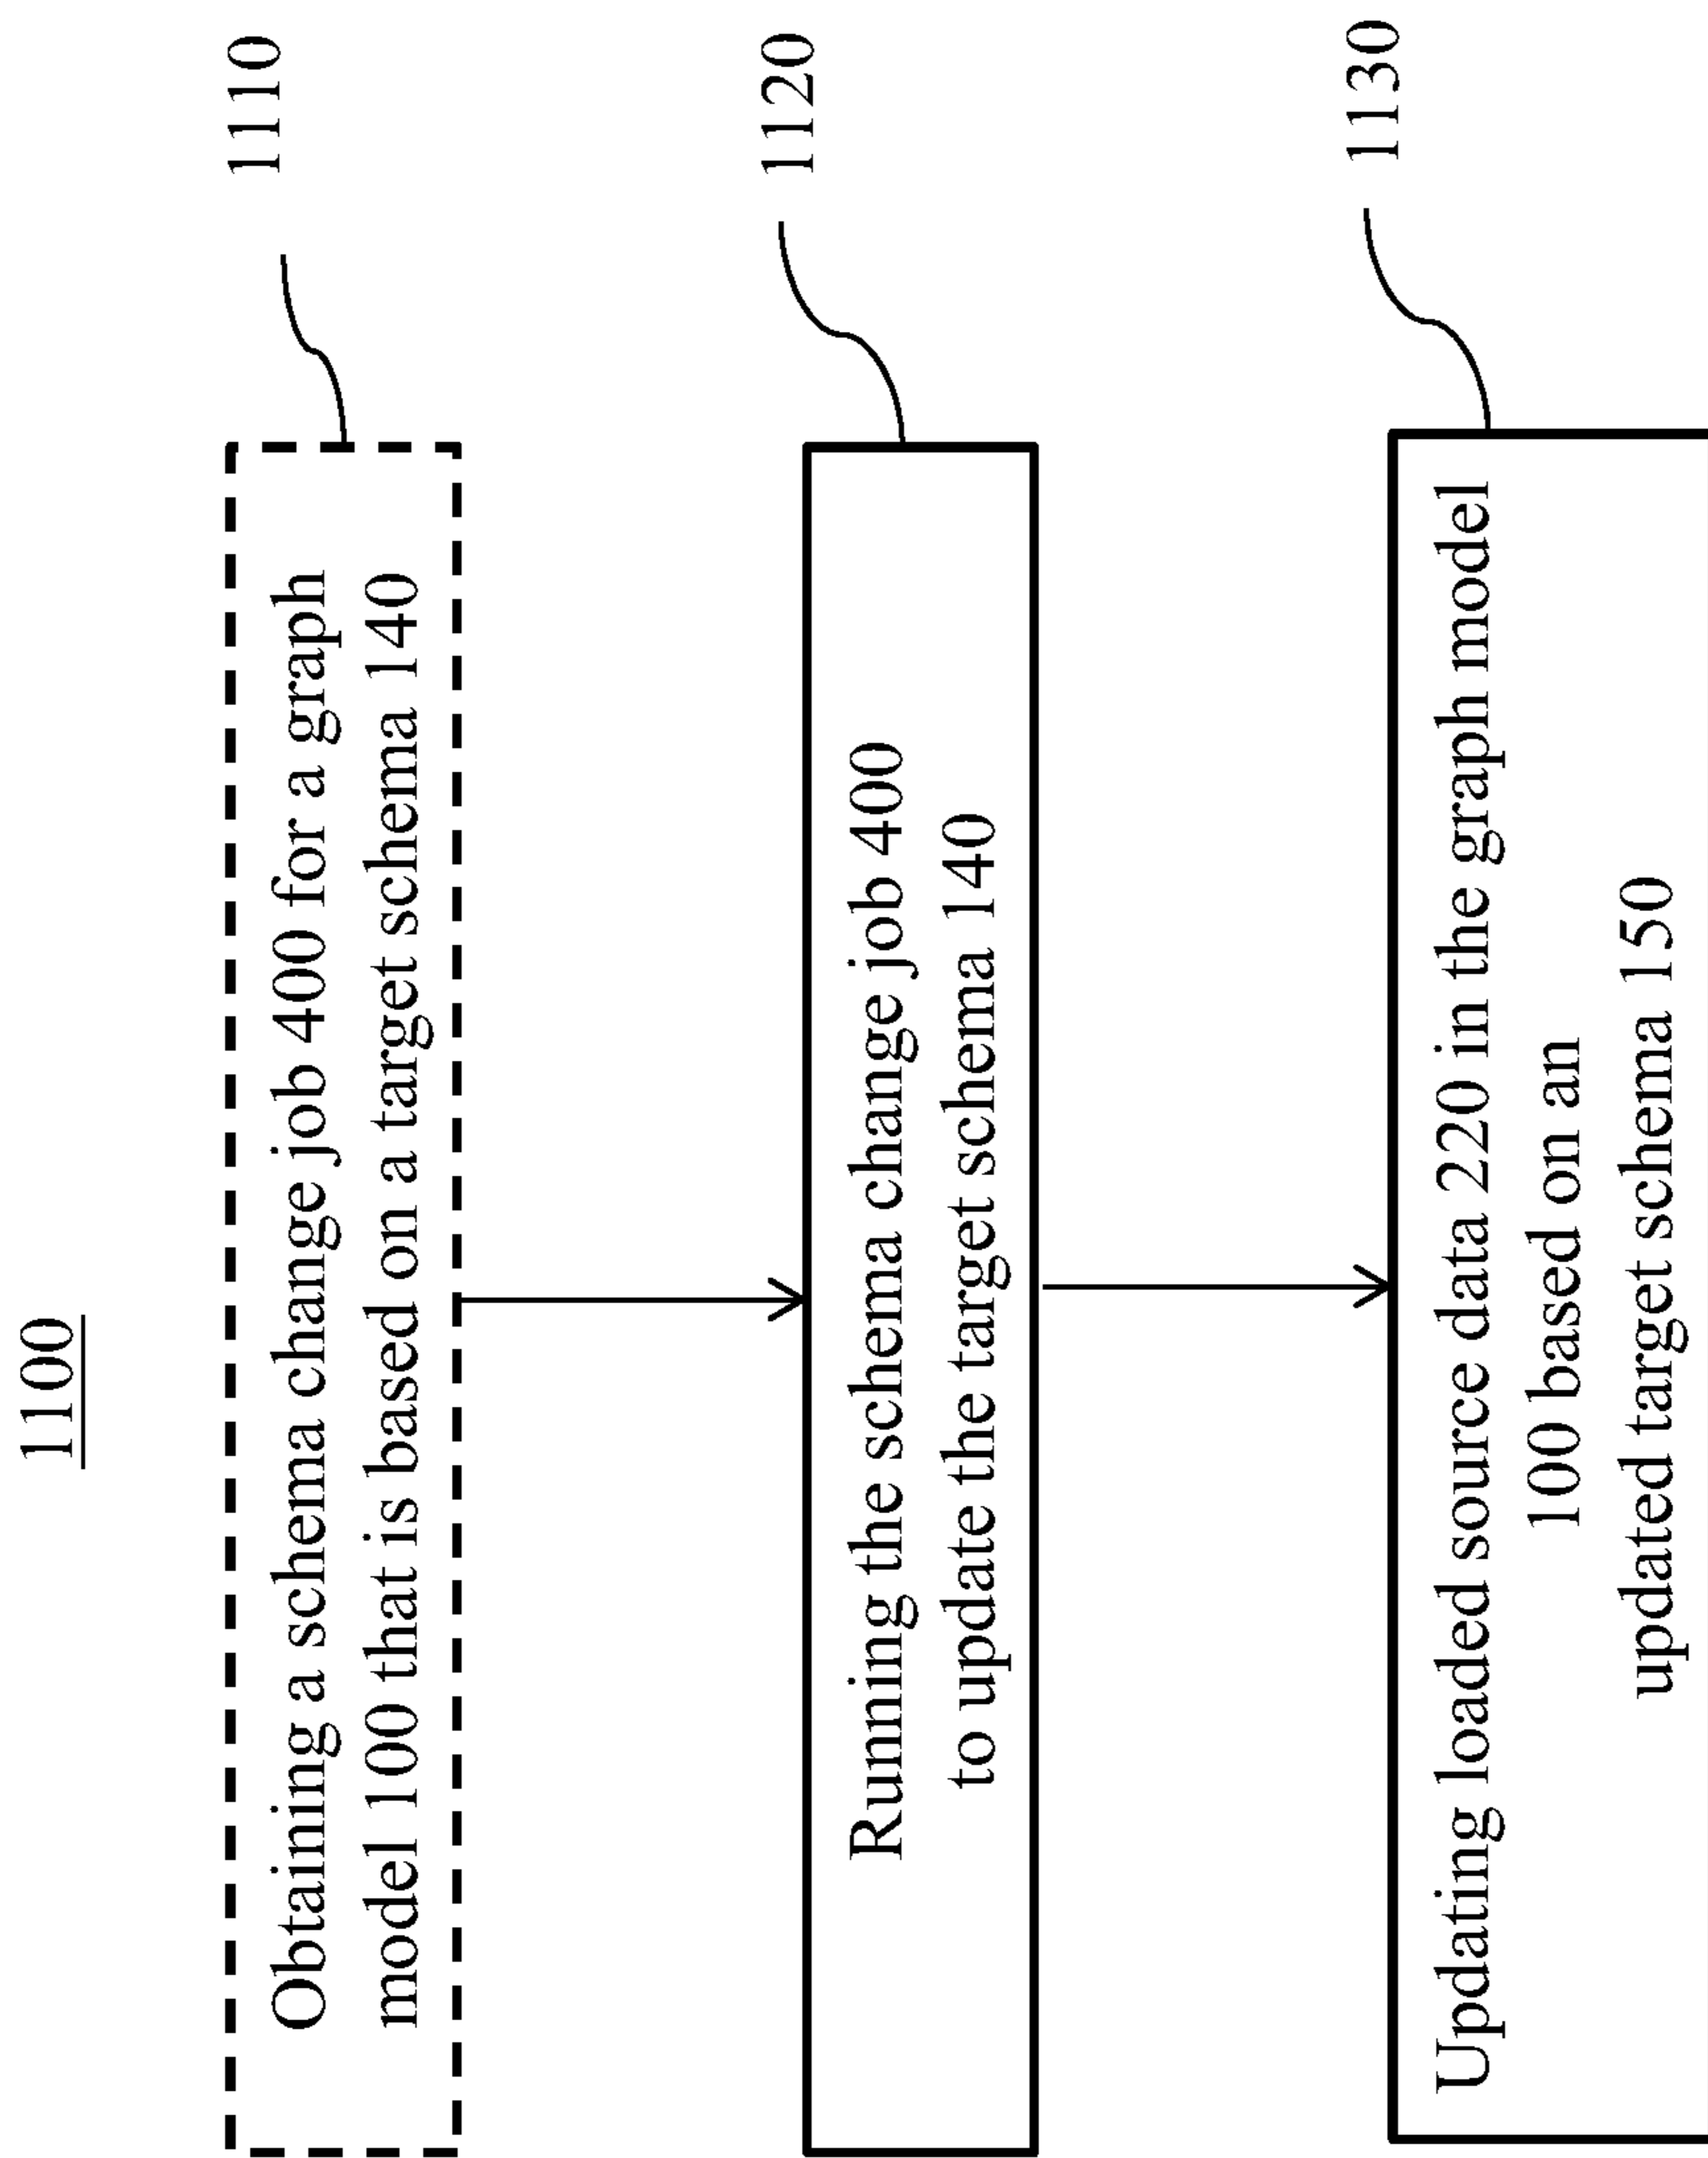 1100
Obtaining a schema change job 400 for a graph
model 100 that is based on a target schema 140
1110
Running the schema change job 400
to update the target schema 140
1120
Updating loaded source data 220 in the graph model
100 based on an
updated target schema 150
1130